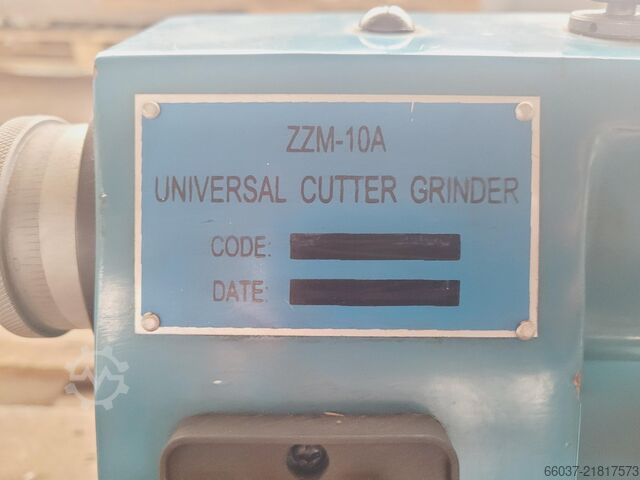 ZZM-10A
UNIVERSAL CUTTER GRINDER
CODE:
DATE:
66037-21817573